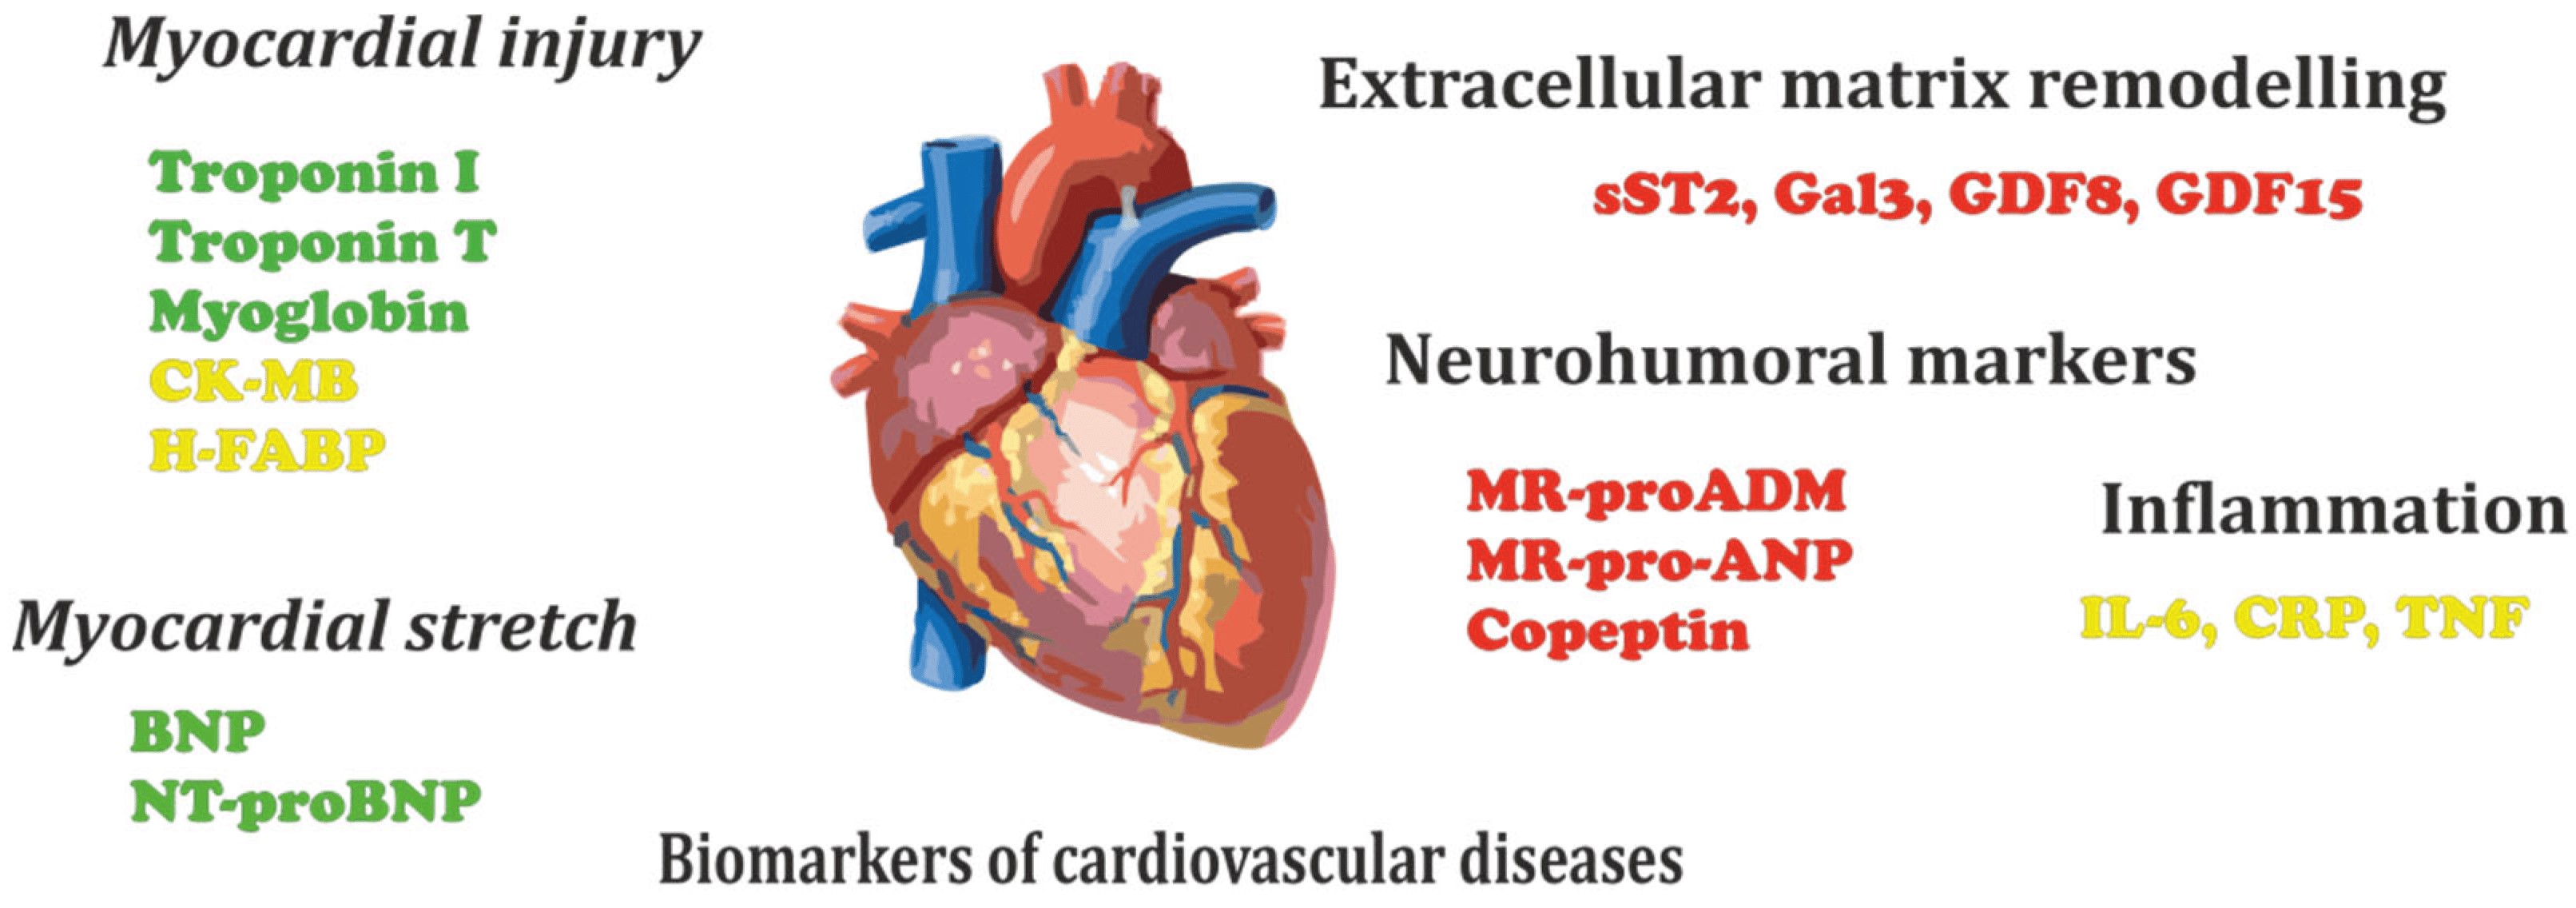 Myocardial injury
Troponin I
Troponin T
Myoglobin
CK-MB
H-FABP
Myocardial stretch
BNP
NT-proBNP
Extracellular matrix remodelling
sST2, Gal3, GDF8, GDF15
Neurohumoral markers
MR-proADM
MR-pro-ANP
Copeptin
Inflammation
IL-6, CRP, TNF
Biomarkers of cardiovascular diseases